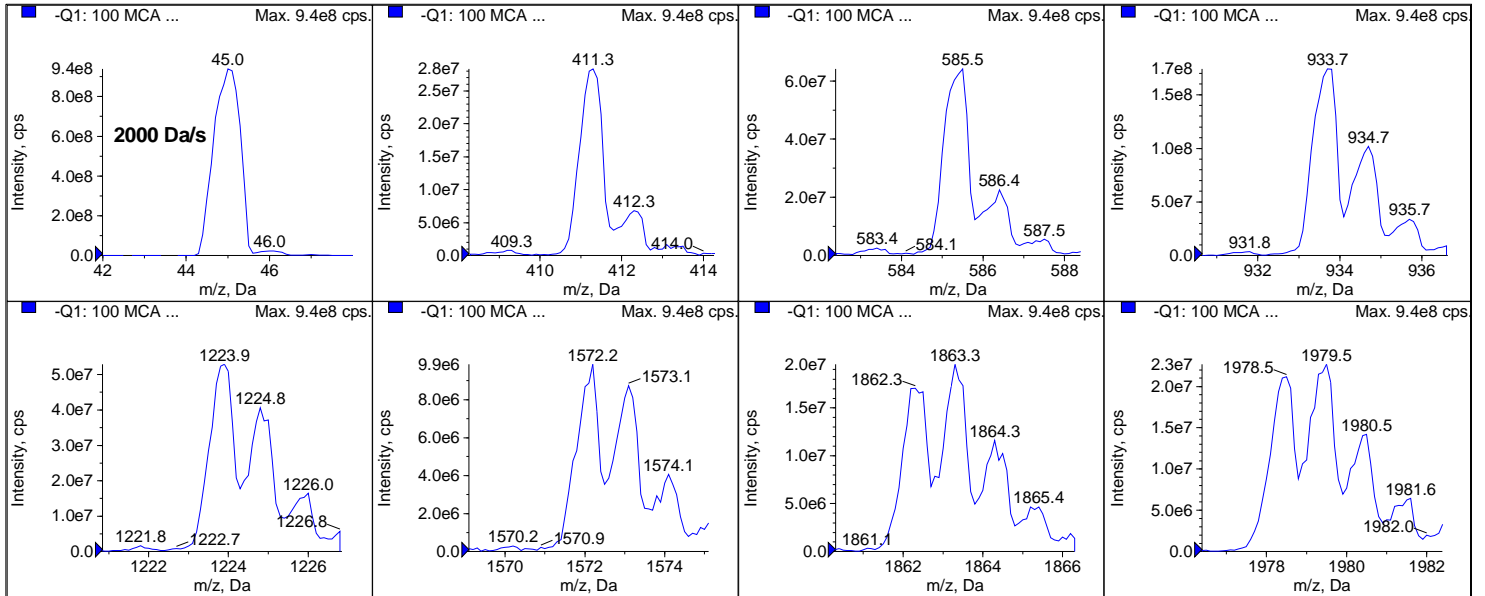 -Q1: 100 MCA ... Max. 9.4e8 cps.
45.0
9.4e8
8.0e8
2000 Da/s
6.0e8
4.0e8
2.0e8
46.0
0.0
42 44 46
m/z, Da
Intensity, cps
-Q1: 100 MCA ... Max. 9.4e8 cps.
411.3
2.8e7
2.0e7
1.5e7
1.0e7
412.3
5.0e6
409.3
414.0
0.0
410 412 414
m/z, Da
Intensity, cps
-Q1: 100 MCA ... Max. 9.4e8 cps.
585.5
6.0e7
4.0e7
586.4
2.0e7
587.5
583.4
584.1
0.0
584 586 588
m/z, Da
Intensity, cps
-Q1: 100 MCA ... Max. 9.4e8 cps.
933.7
1.7e8
1.5e8
934.7
1.0e8
935.7
5.0e7
931.8
0.0
932 934 936
m/z, Da
Intensity, cps
-Q1: 100 MCA ... Max. 9.4e8 cps.
1223.9
5.0e7
1224.8
4.0e7
3.0e7
2.0e7
1226.0
1226.8
1.0e7
1221.8
1222.7
0.0
1222 1224 1226
m/z, Da
Intensity, cps
-Q1: 100 MCA ... Max. 9.4e8 cps.
1572.2
9.9e6
1573.1
8.0e6
6.0e6
1574.1
4.0e6
2.0e6
1570.2
1570.9
0.0
1570 1572 1574
m/z, Da
Intensity, cps
-Q1: 100 MCA ... Max. 9.4e8 cps.
1863.3
2.0e7
1862.3
1.5e7
1864.3
1.0e7
1865.4
5.0e6
1861.1
0.0
1862 1864 1866
m/z, Da
Intensity, cps
-Q1: 100 MCA ... Max. 9.4e8 cps.
1979.5
1978.5
2.3e7
2.0e7
1980.5
1.5e7
1.0e7
1981.6
5.0e6
1982.0
0.0
1978 1980 1982
m/z, Da
Intensity, cps